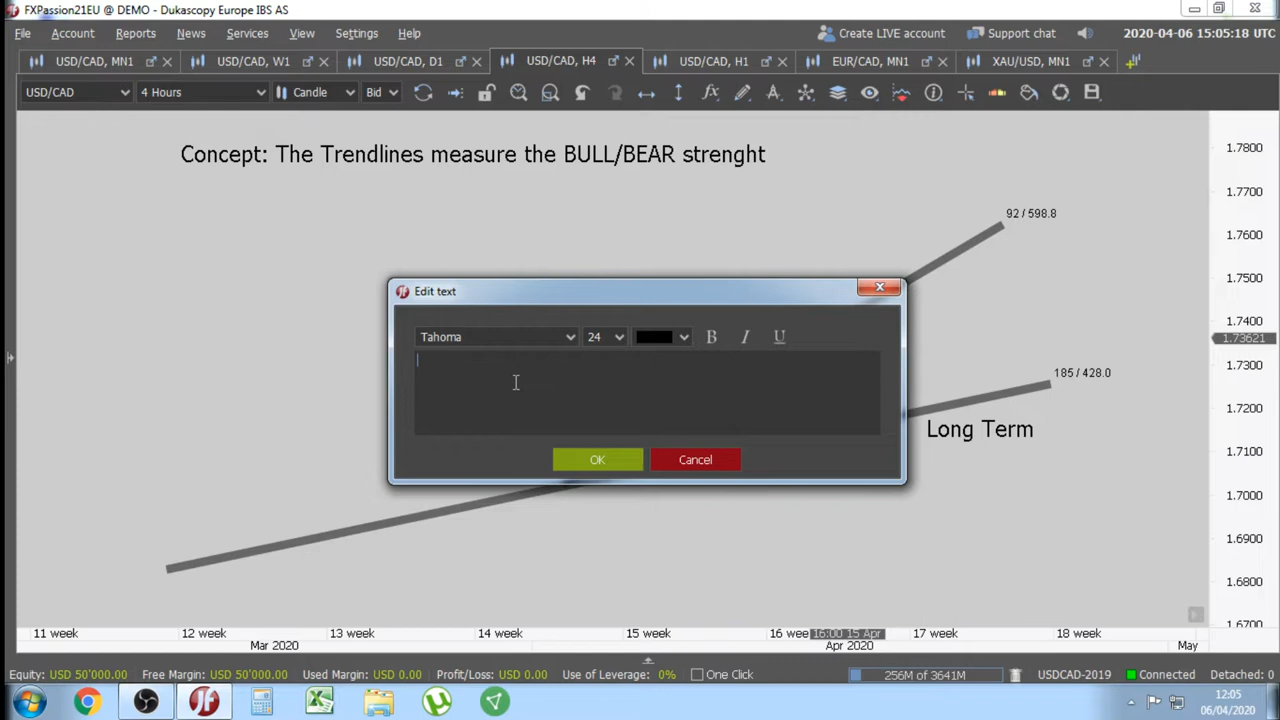 FXPassion21EU @ DEMO - Dukascopy Europe IBS AS
File Account Reports News Services View Settings Help Create LIVE account Support chat 2020-04-06 15:05:18 UTC
USD/CAD, MN1 USD/CAD, W1 USD/CAD, D1 USD/CAD, H4 USD/CAD, H1 EUR/CAD, MN1 XAU/USD, MN1
USD/CAD 4 Hours Candle Bid
Concept: The Trendlines measure the BULL/BEAR strenght
1.7800
1.7700
92 / 598.8
1.7600
1.7500
Edit text
1.7400
Tahoma 24 B I U
1.73621
1.7300
185 / 428.0
1.7200
Long Term
1.7100
OK Cancel
1.7000
1.6900
1.6800
1.6700
11 week 12 week 13 week 14 week 15 week 16 wee 16:00 15 Apr 17 week 18 week
Mar 2020 Apr 2020 May
Equity: USD 50'000.00 Free Margin: USD 50'000.00 Used Margin: USD 0.00 Profit/Loss: USD 0.00 Use of Leverage: 0% One Click 256M of 3641M USDCAD-2019 Connected Detached: 0
12:05
06/04/2020